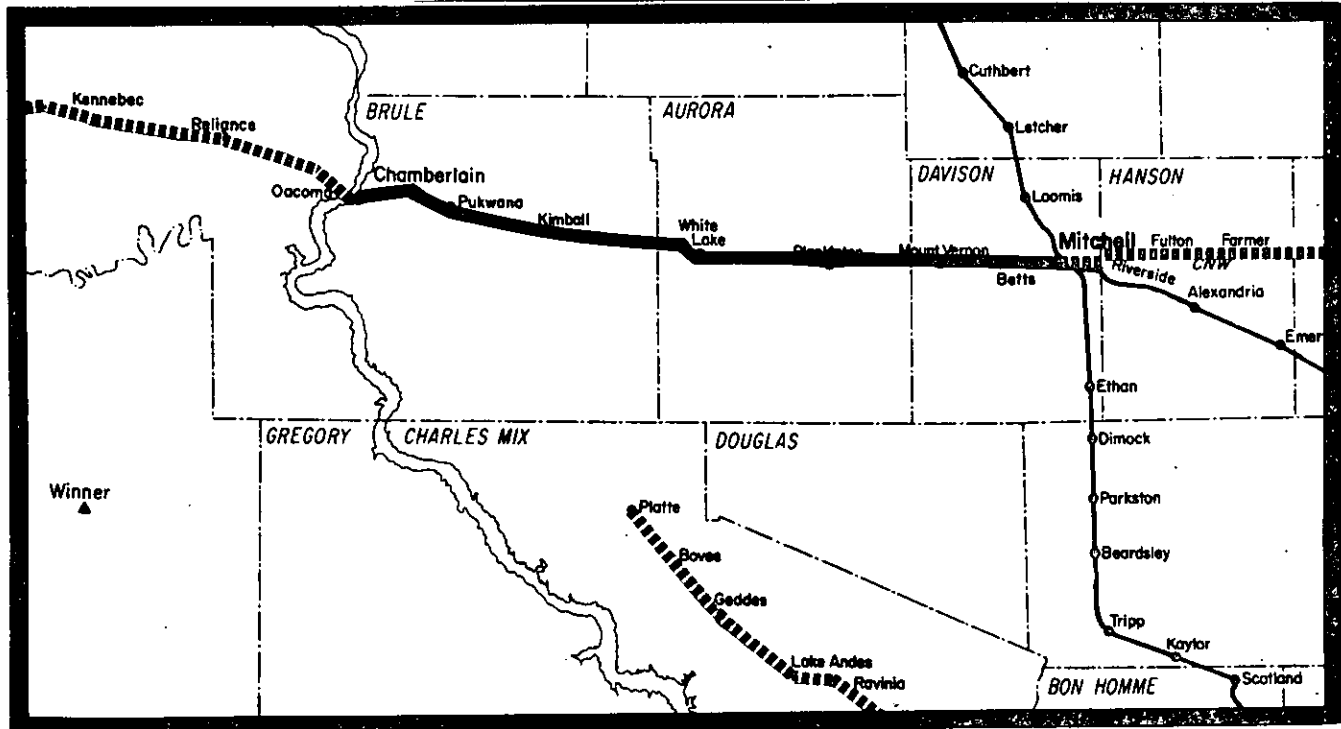 Cuthbert
Kennebec
BRULE
AURORA
Reliance
Letcher
DAVISON
HANSON
Chamberlain
Oacoma
Pukwana
Loomis
Kimball
White
Lake
Mitchell
Fulton
Farmer
Mount Vernon
Betts
Riverside
CNW
Alexandria
Emer
Ethan
GREGORY
CHARLES MIX
DOUGLAS
Dimock
Winner
Platte
Parkston
Boves
Beardsley
Geddes
Tripp
Kaylor
Lake Andes
Ravinia
BON HOMME
Scotland